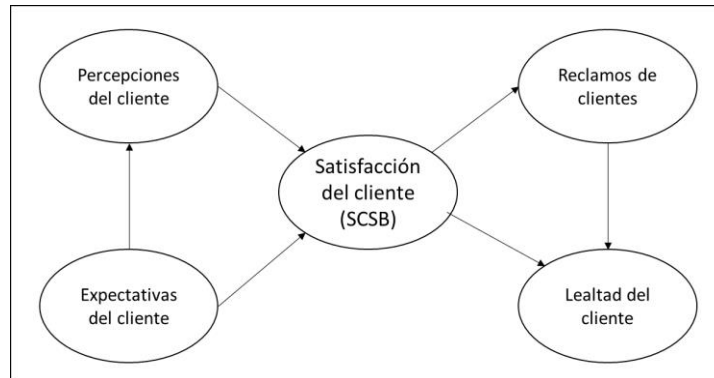 Percepciones
del cliente
Reclamos de
clientes
Satisfacción
del cliente
(SCSB)
Expectativas
del cliente
Lealtad del
cliente